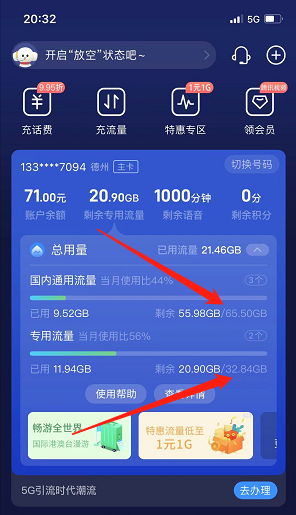 20:32
5G
开启“放空”状态吧~
9.95折
1元1G
腾讯视频
充话费
充流量
特惠专区
领会员
133****7094 德州 主卡
切换号码
71.00元
20.90GB
1000分钟
0分
账户余额
剩余专用流量
剩余语音
剩余积分
总用量
已用流量 21.46GB
国内通用流量 当月使用比44%
3个
已用 9.52GB
剩余 55.98GB/65.50GB
专用流量 当月使用比56%
2个
已用 11.94GB
剩余 20.90GB/32.84GB
使用帮助
详情
畅游全世界
国际港澳台漫游
特惠流量低至
1元1G
5G引流时代潮流
去办理